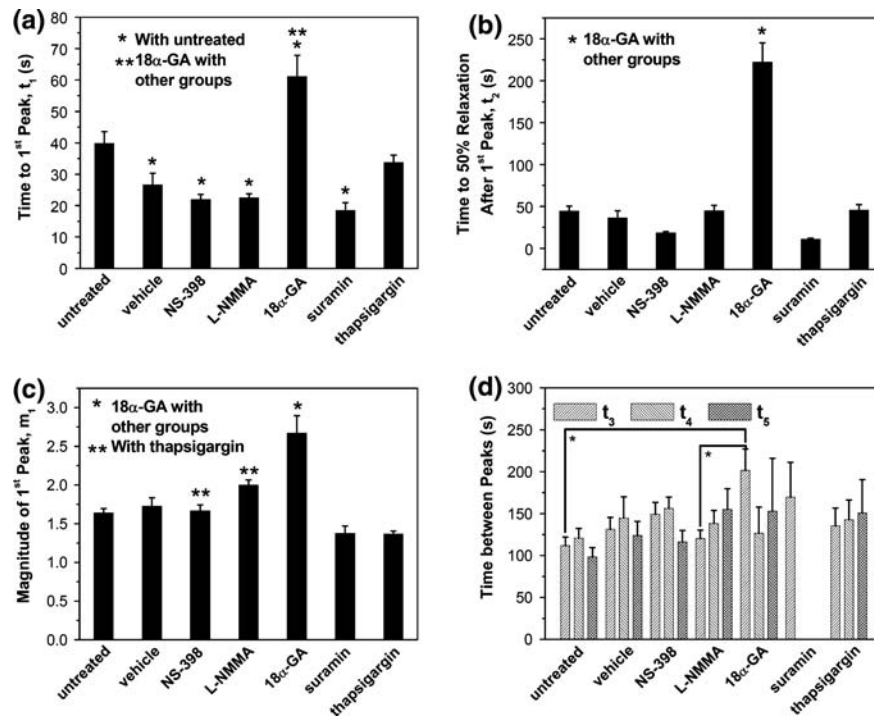 (a)
80
70
60
50
40
30
20
10
0
Time to 1st Peak, t1 (s)
* With untreated
** 18α-GA with
other groups
*
*
*
**
*
*
untreated
vehicle
NS-398
L-NMMA
18α-GA
suramin
thapsigargin
(b)
250
200
150
100
50
0
Time to 50% Relaxation
After 1st Peak, t2 (s)
* 18α-GA with
other groups
*
untreated
vehicle
NS-398
L-NMMA
18α-GA
suramin
thapsigargin
(c)
3.0
2.5
2.0
1.5
1.0
0.5
0.0
Magnitude of 1st Peak, m1
* 18α-GA with
other groups
** With thapsigargin
**
**
*
untreated
vehicle
NS-398
L-NMMA
18α-GA
suramin
thapsigargin
(d)
300
250
200
150
100
50
0
Time between Peaks (s)
t3 t4 t5
*
*
untreated
vehicle
NS-398
L-NMMA
18α-GA
suramin
thapsigargin